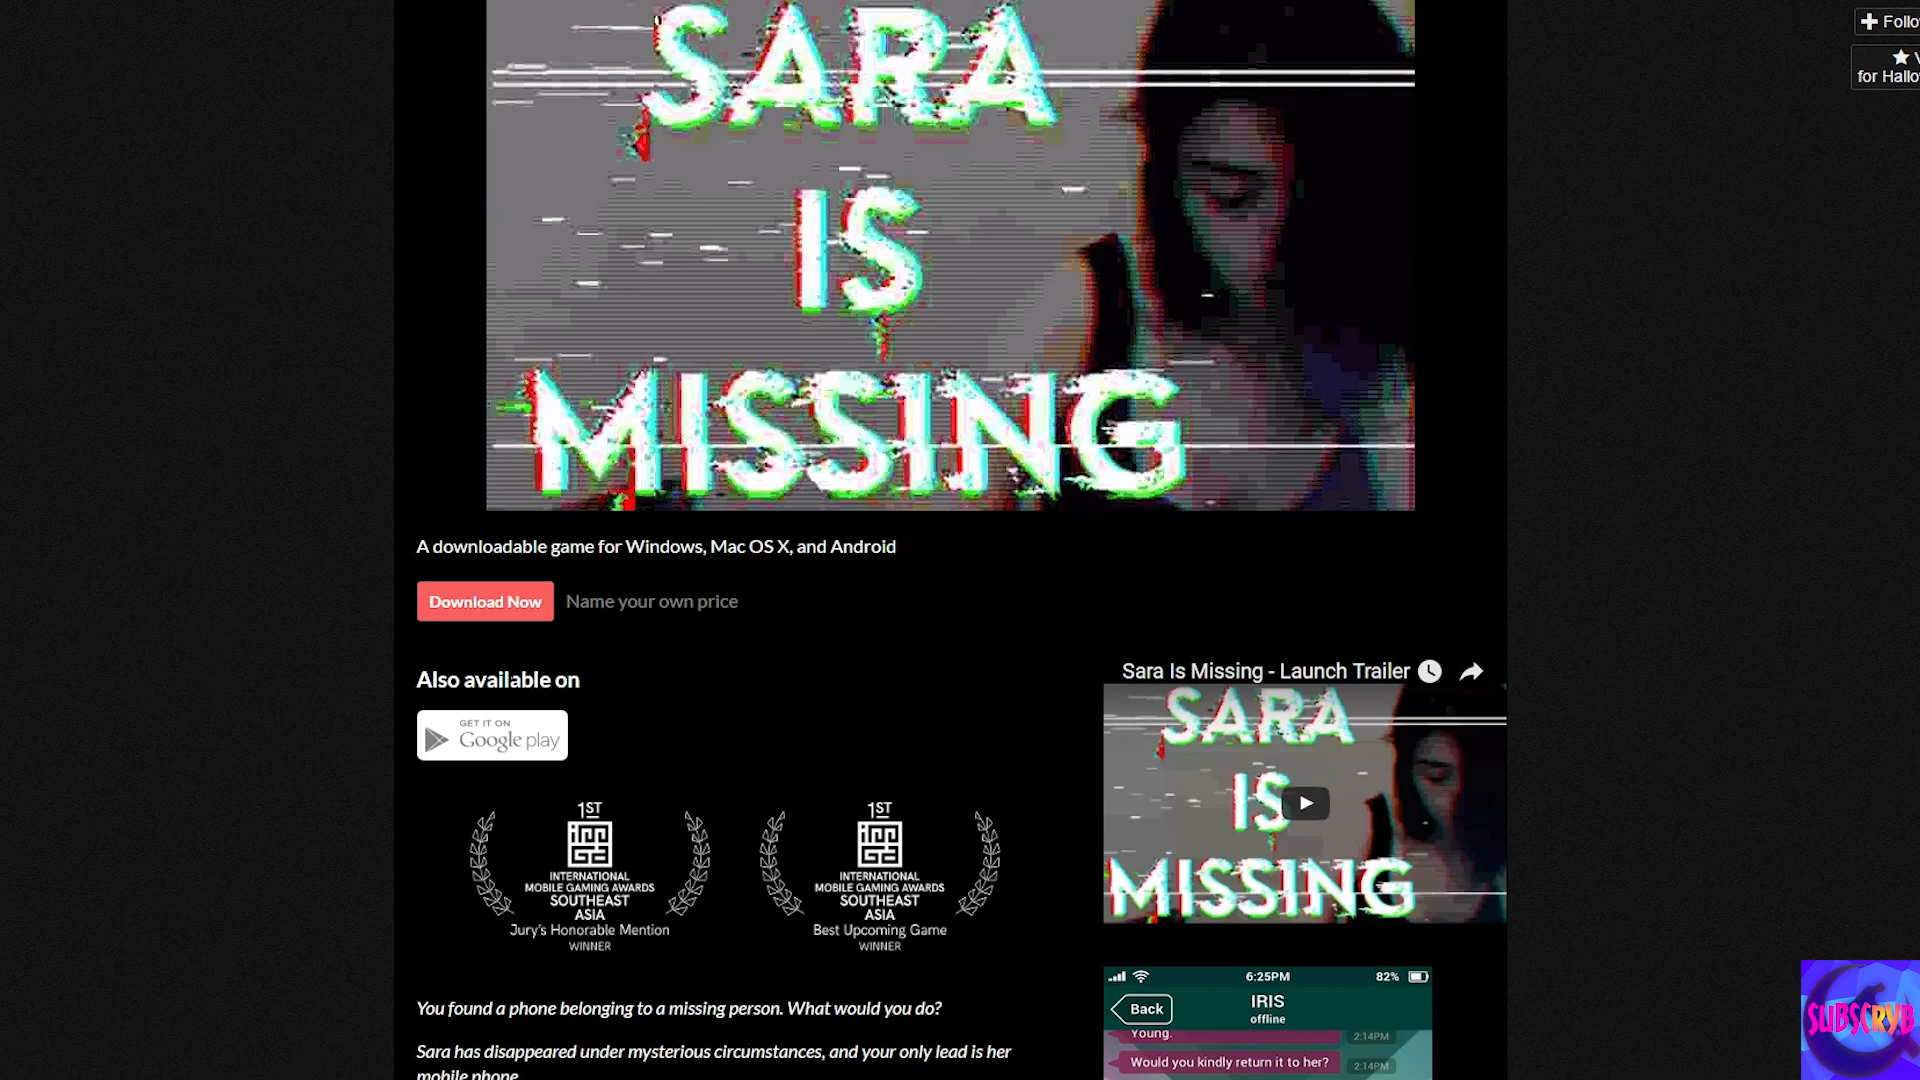 Follo
V
for Hallo
SARA
IS
MISSING
A downloadable game for Windows, Mac OS X, and Android
Download Now
Name your own price
Also available on
GET IT ON
Google play
1ST
INTERNATIONAL
MOBILE GAMING AWARDS
SOUTHEAST
ASIA
Jury's Honorable Mention
WINNER
1ST
INTERNATIONAL
MOBILE GAMING AWARDS
SOUTHEAST
ASIA
Best Upcoming Game
WINNER
You found a phone belonging to a missing person. What would you do?
Sara has disappeared under mysterious circumstances, and your only lead is her
mobile phone
Sara Is Missing - Launch Trailer
SARA
IS
MISSING
6:25PM
82%
Back
IRIS
offline
Young.
2:14PM
Would you kindly return it to her?
2:14PM
SUBSCRYB